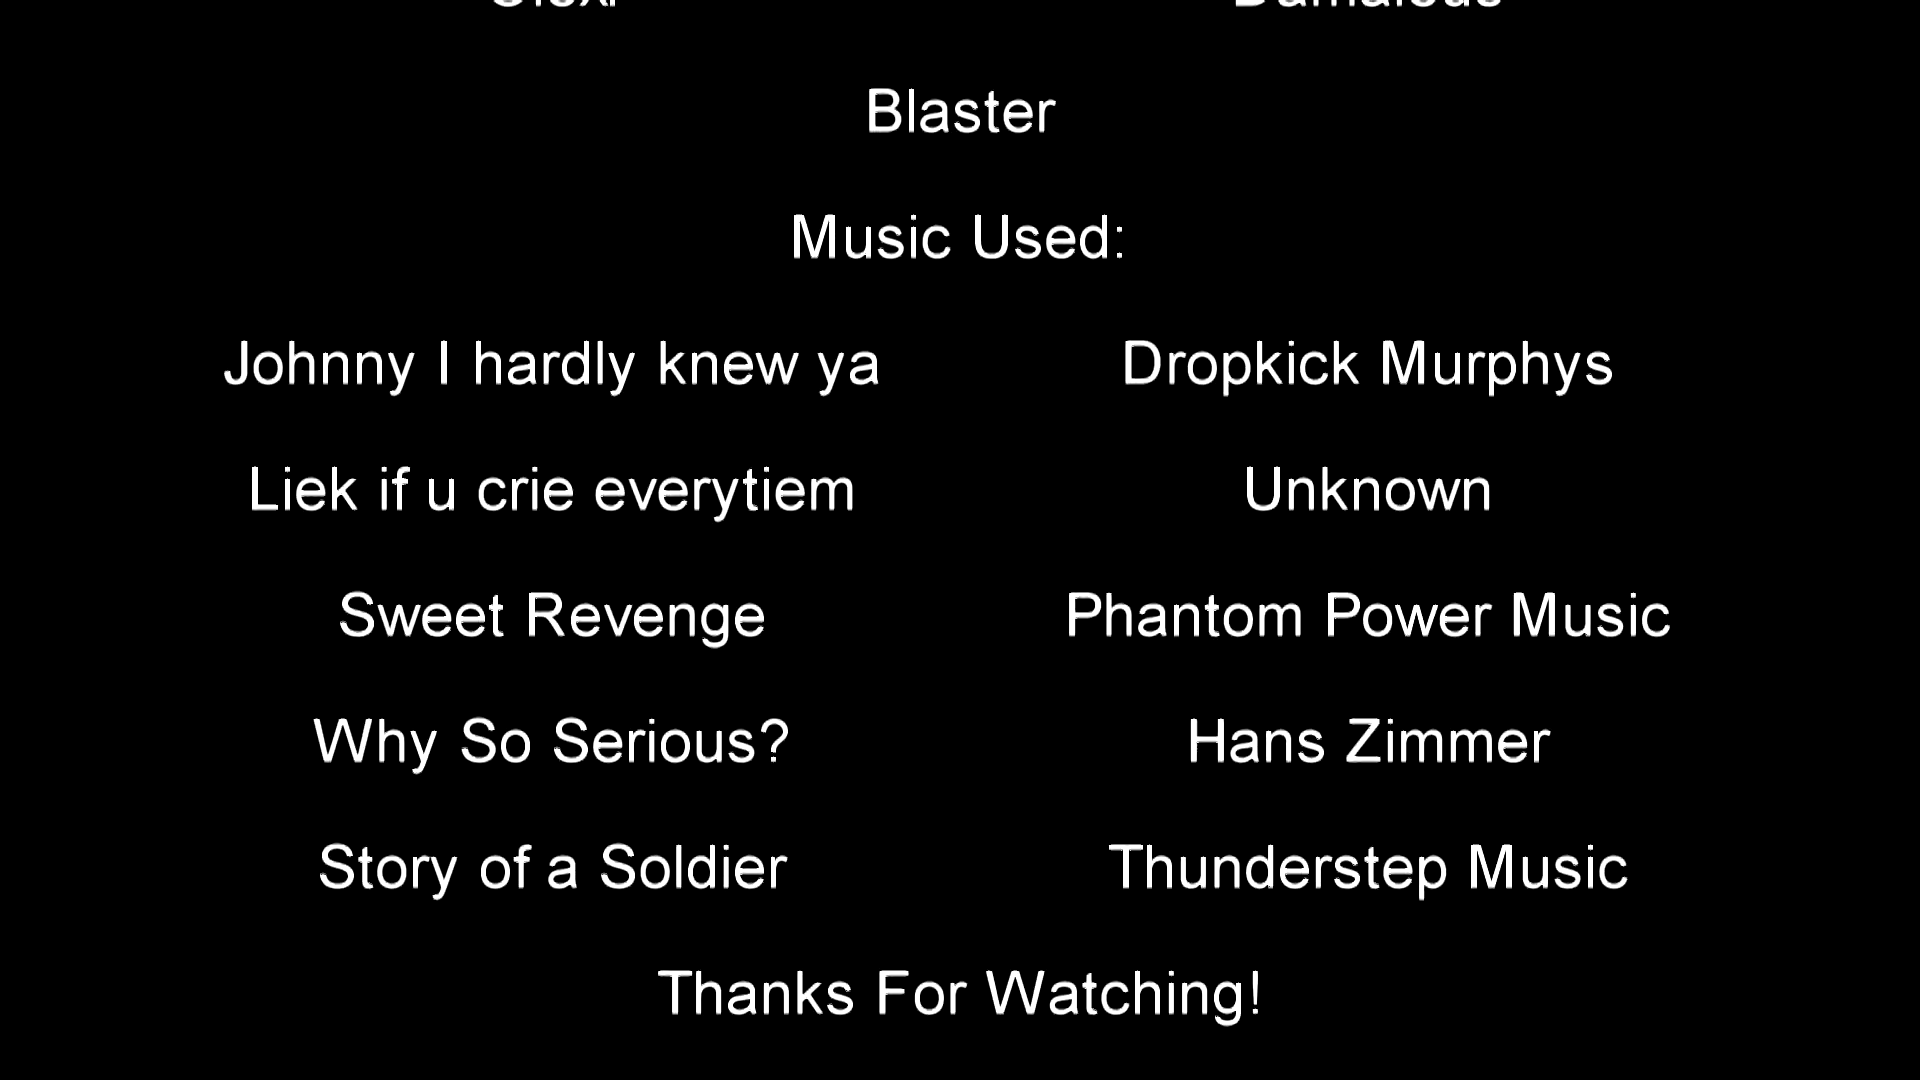 Blaster
Music Used:
Johnny I hardly knew ya Dropkick Murphys
Liek if u crie everytiem Unknown
Sweet Revenge Phantom Power Music
Why So Serious? Hans Zimmer
Story of a Soldier Thunderstep Music
Thanks For Watching!